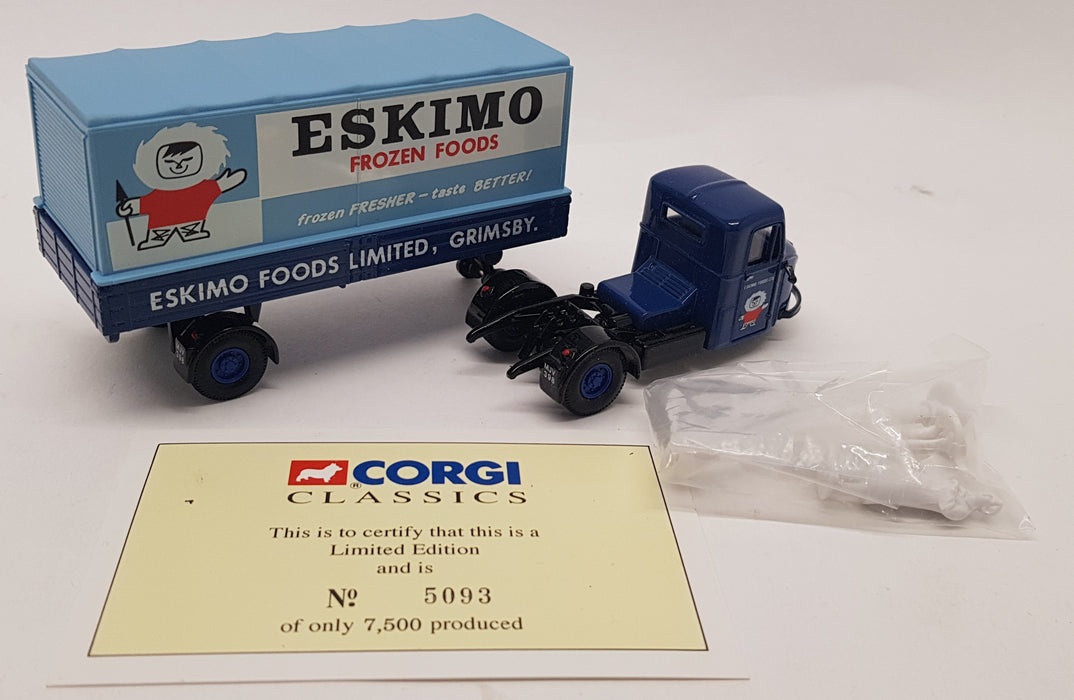 ESKIMO
FROZEN FOODS
frozen FRESHER - taste BETTER!
ESKIMO FOODS LIMITED, GRIMSBY.
CORGI
®
CLASSICS
This is to certify that this is a
Limited Edition
and is
Nº 5093
of only 7,500 produced